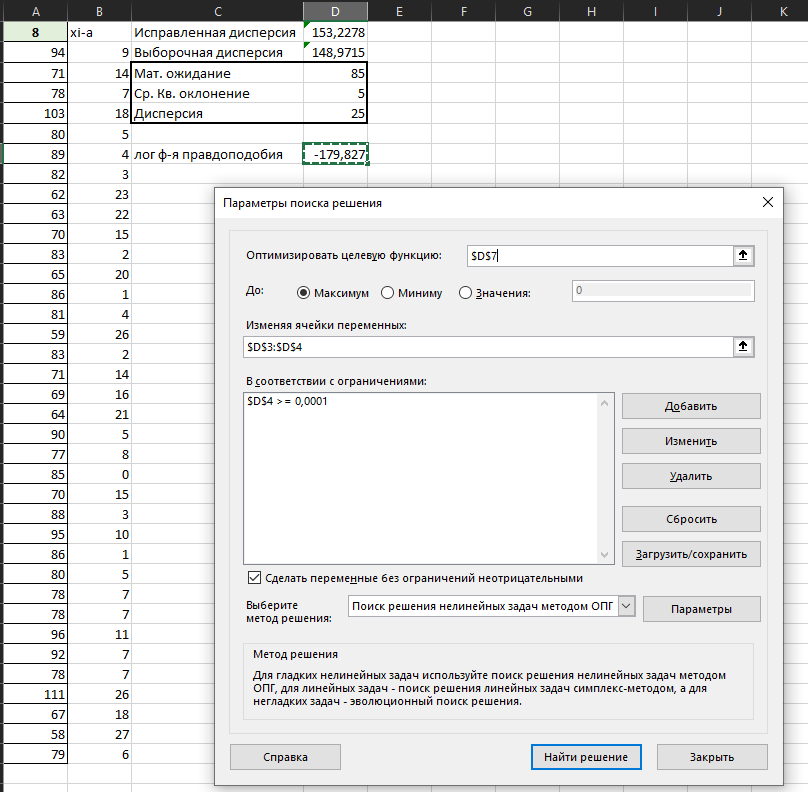 A B C D E F G H I J K
8 xi-a Исправленная дисперсия 153,2278
94 9 Выборочная дисперсия 148,9715
71 14 Мат. ожидание 85
78 7 Ср. Кв. оклонение 5
103 18 Дисперсия 25
80 5
89 4 лог ф-я правдоподобия -179,827
82 3
62 23
63 22
70 15
83 2
65 20
86 1
81 4
59 26
83 2
71 14
69 16
64 21
90 5
77 8
85 0
70 15
88 3
95 10
86 1
80 5
78 7
78 7
96 11
92 7
78 7
111 26
67 18
58 27
79 6
Параметры поиска решения
Оптимизировать целевую функцию: $D$7
До: Максимум Миниму Значения: 0
Изменяя ячейки переменных:
$D$3:$D$4
В соответствии с ограничениями:
$D$4 >= 0,0001
Добавить
Изменить
Удалить
Сбросить
Загрузить/сохранить
Сделать переменные без ограничений неотрицательными
Выберите
метод решения:
Поиск решения нелинейных задач методом ОПГ
Параметры
Метод решения
Для гладких нелинейных задач используйте поиск решения нелинейных задач методом
ОПГ, для линейных задач - поиск решения линейных задач симплекс-методом, а для
негладких задач - эволюционный поиск решения.
Справка
Найти решение
Закрыть